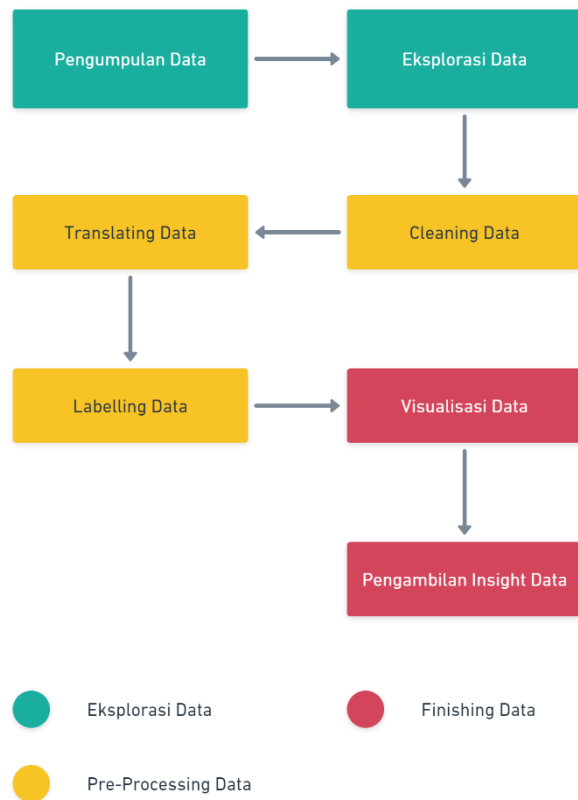 Pengumpulan Data
Eksplorasi Data
Translating Data
Cleaning Data
Labelling Data
Visualisasi Data
Pengambilan Insight Data
Eksplorasi Data
Finishing Data
Pre-Processing Data